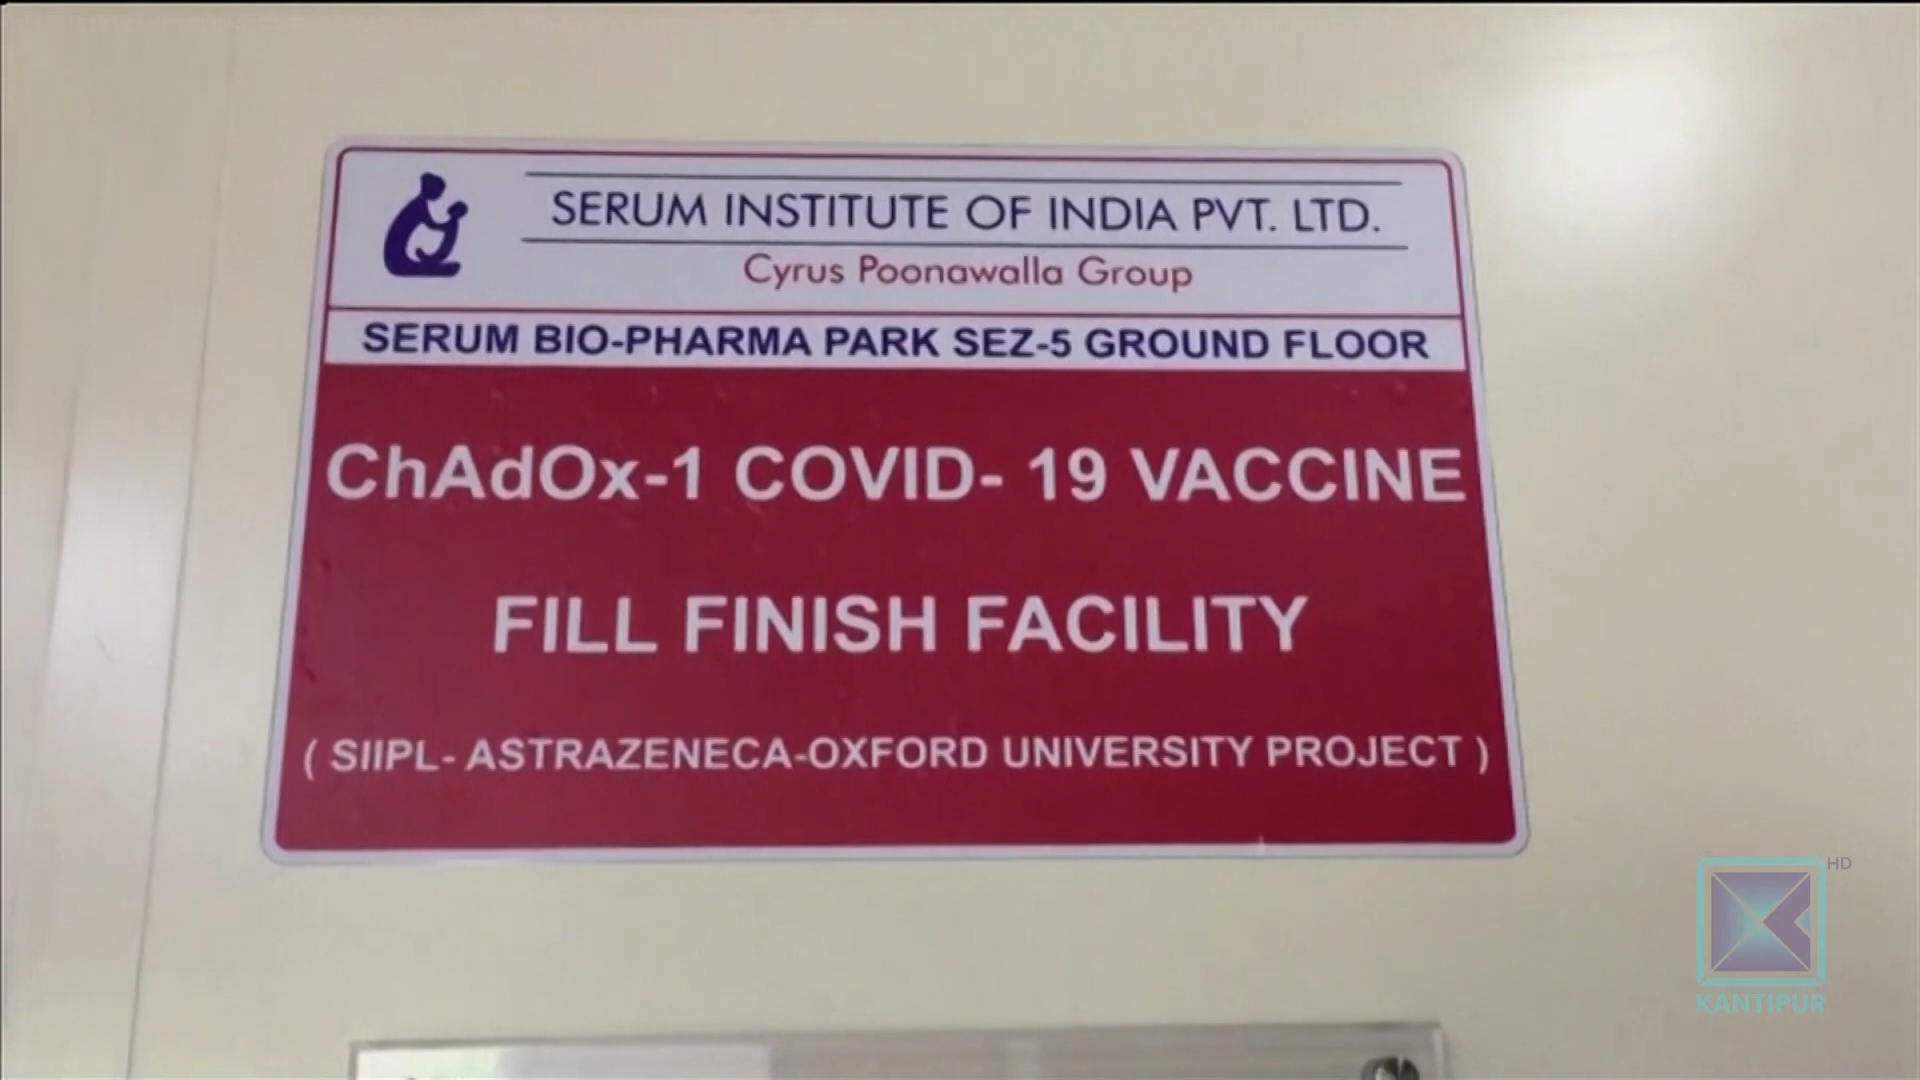 SERUM INSTITUTE OF INDIA PVT. LTD.
Cyrus Poonawalla Group
SERUM BIO-PHARMA PARK SEZ-5 GROUND FLOOR
ChAdOx-1 COVID- 19 VACCINE
FILL FINISH FACILITY
( SIIPL- ASTRAZENECA-OXFORD UNIVERSITY PROJECT )
HD
KANTIPUR